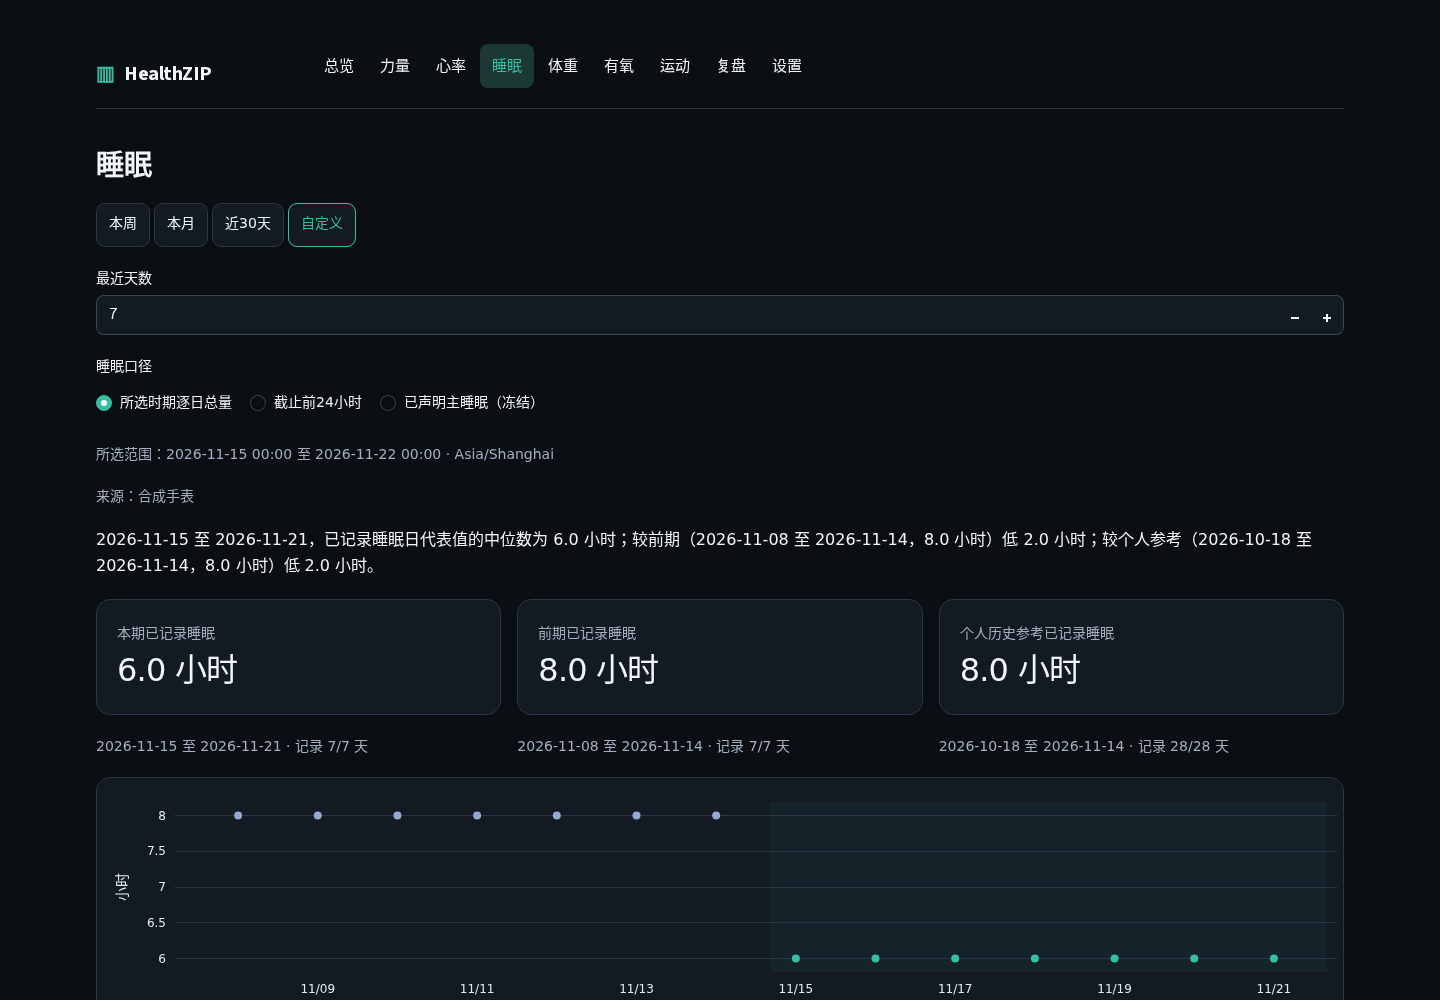 HealthZIP
总览 力量 心率 睡眠 体重 有氧 运动 复盘 设置
睡眠
本周 本月 近30天 自定义
最近天数
7
睡眠口径
所选时期逐日总量 截止前24小时 已声明主睡眠（冻结）
所选范围：2026-11-15 00:00 至 2026-11-22 00:00 · Asia/Shanghai
来源：合成手表
2026-11-15 至 2026-11-21，已记录睡眠日代表值的中位数为 6.0 小时；较前期（2026-11-08 至 2026-11-14，8.0 小时）低 2.0 小时；较个人参考（2026-10-18 至
2026-11-14，8.0 小时）低 2.0 小时。
本期已记录睡眠 前期已记录睡眠 个人历史参考已记录睡眠
6.0 小时 8.0 小时 8.0 小时
2026-11-15 至 2026-11-21 · 记录 7/7 天 2026-11-08 至 2026-11-14 · 记录 7/7 天 2026-10-18 至 2026-11-14 · 记录 28/28 天
8
7.5
7
6.5
6
小时
11/09 11/11 11/13 11/15 11/17 11/19 11/21